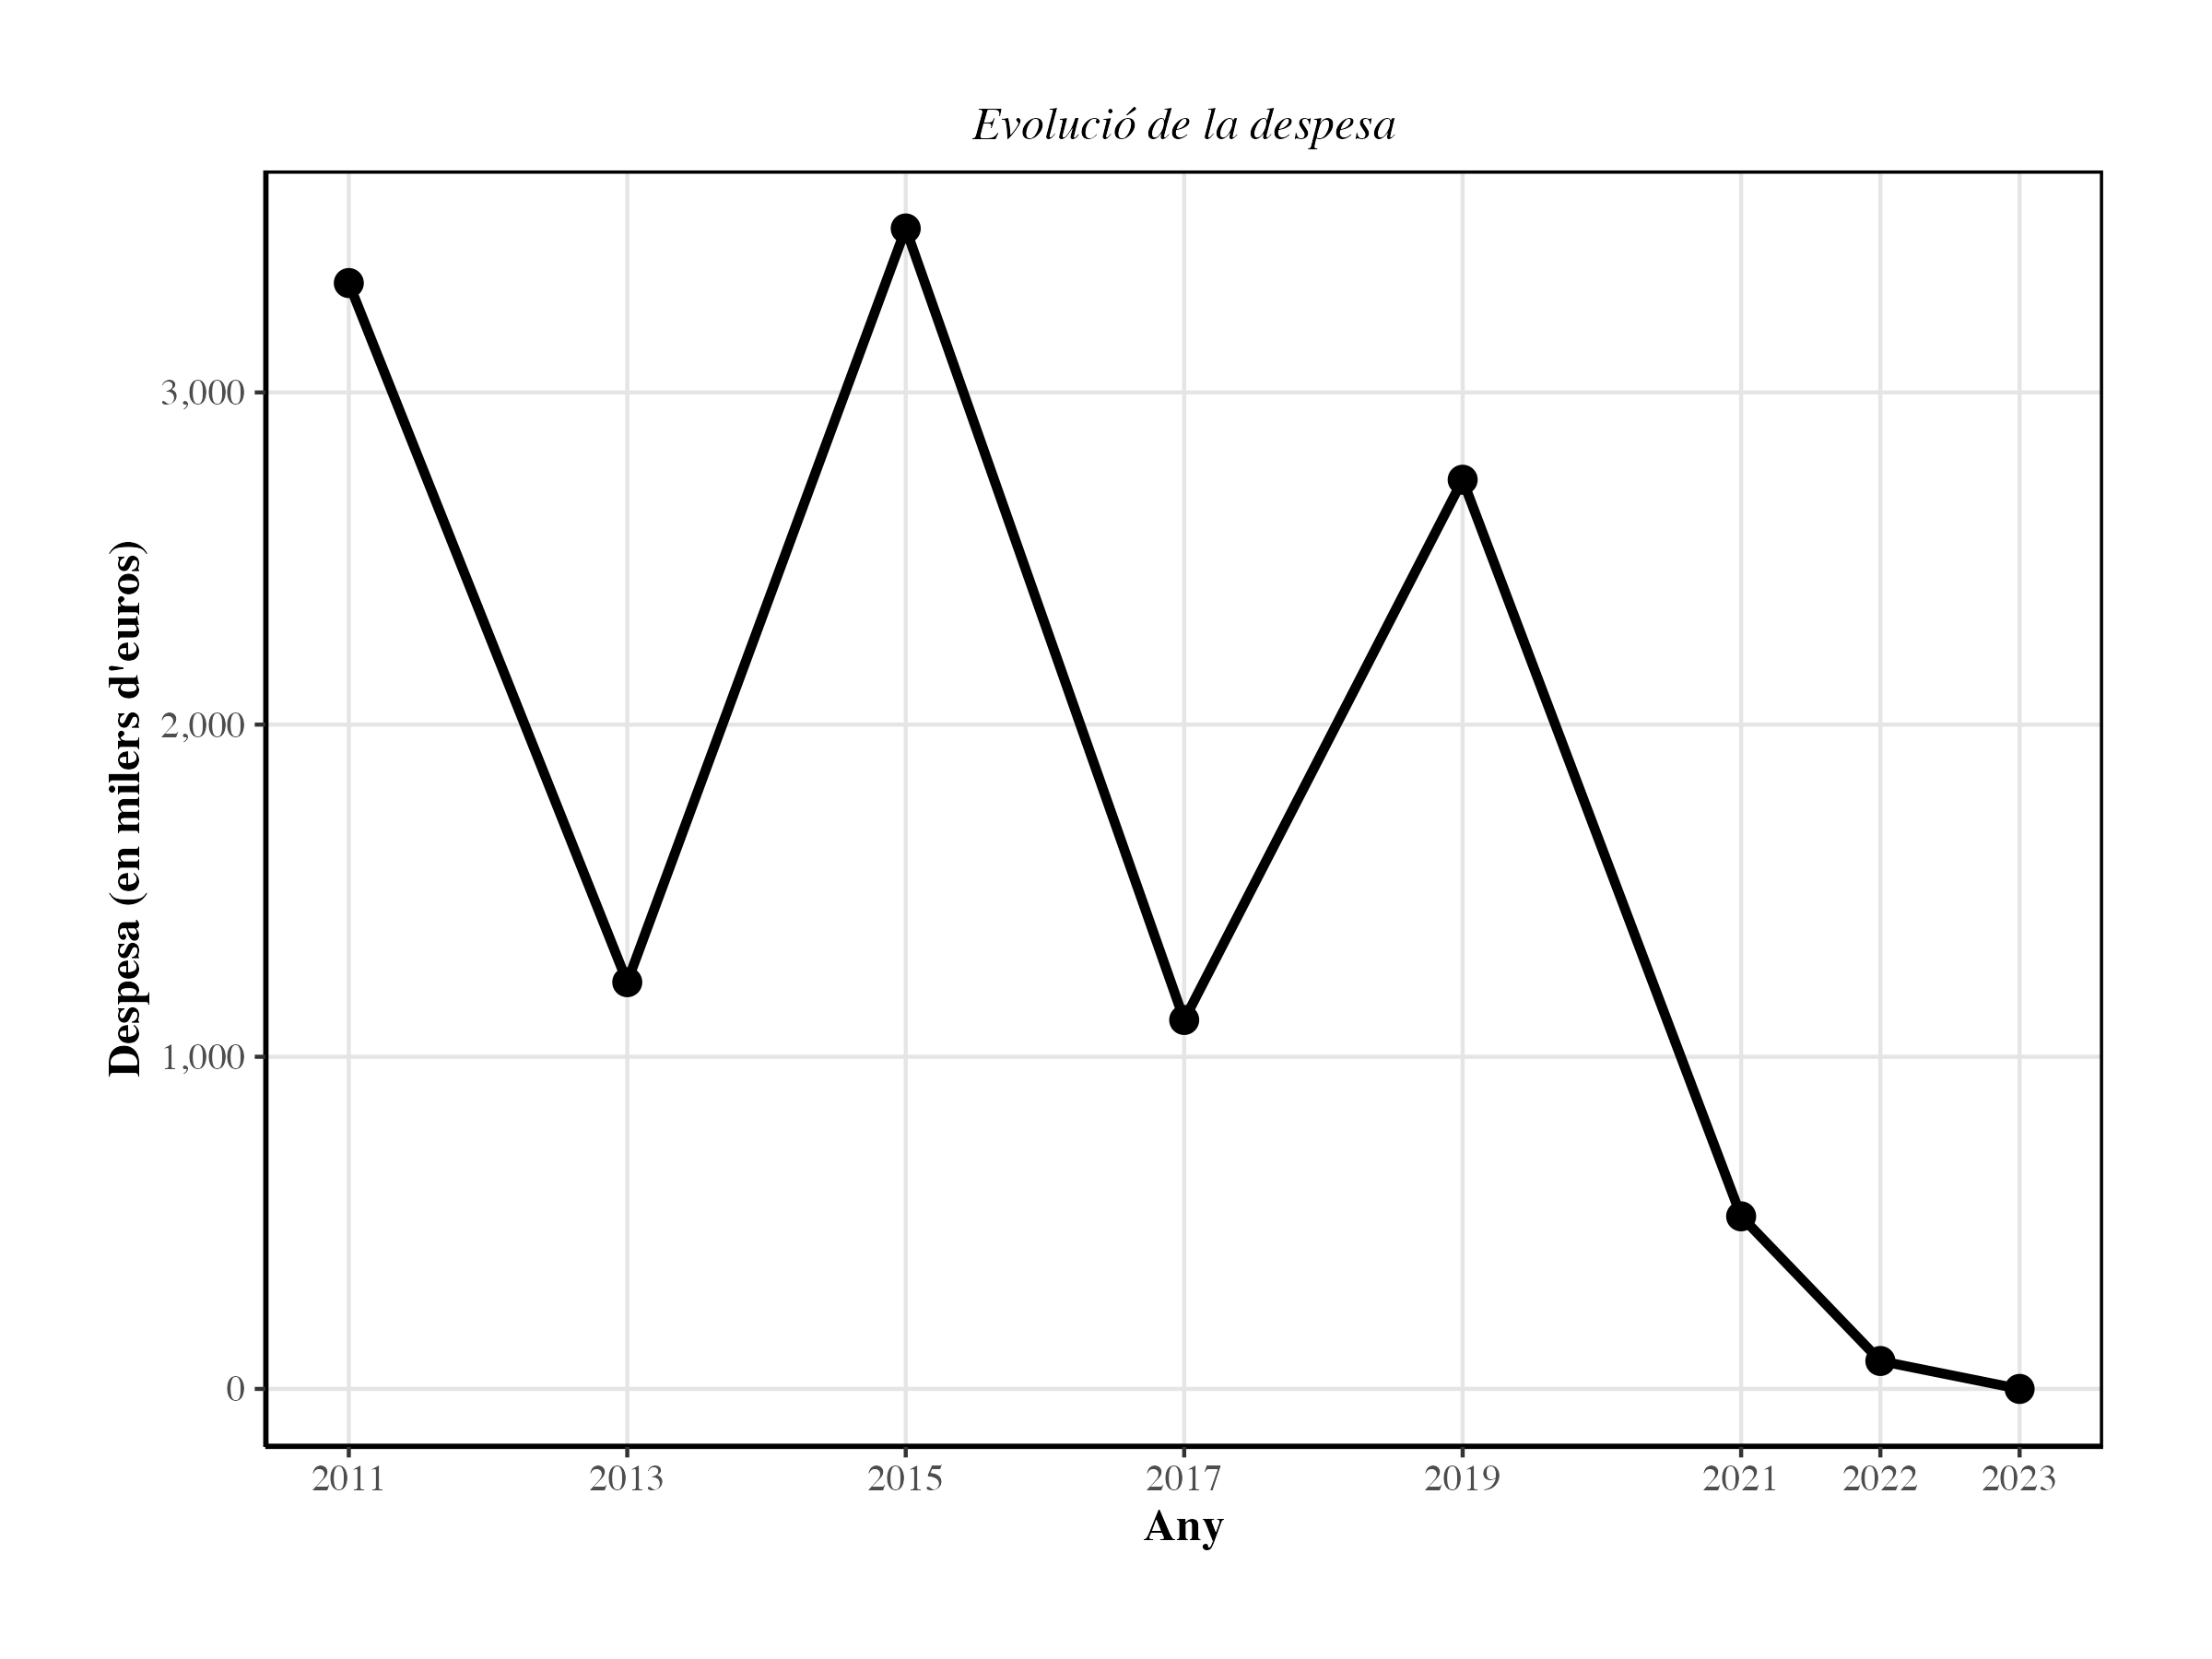 Evolució de la despesa
Despesa (en milers d'euros)
3,000
2,000
1,000
0
2011 2013 2015 2017 2019 2021 2022 2023
Any